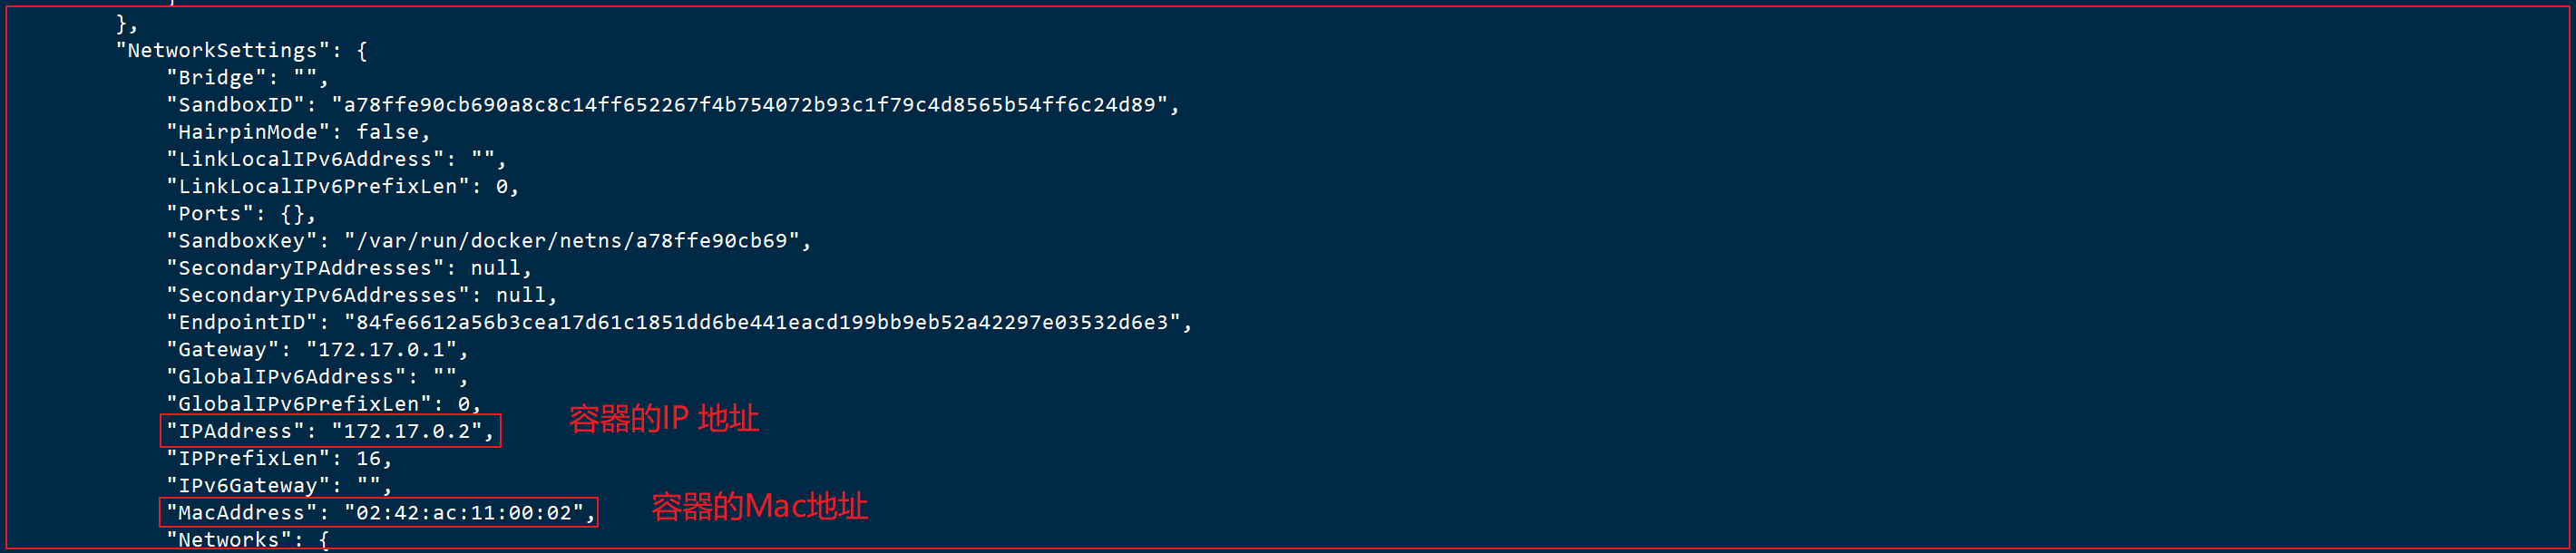 },
"NetworkSettings": {
"Bridge": "",
"SandboxID": "a78ffe90cb690a8c8c14ff652267f4b754072b93c1f79c4d8565b54ff6c24d89",
"HairpinMode": false,
"LinkLocalIPv6Address": "",
"LinkLocalIPv6PrefixLen": 0,
"Ports": {},
"SandboxKey": "/var/run/docker/netns/a78ffe90cb69",
"SecondaryIPAddresses": null,
"SecondaryIPv6Addresses": null,
"EndpointID": "84fe6612a56b3cea17d61c1851dd6be441eacd199bb9eb52a42297e03532d6e3",
"Gateway": "172.17.0.1",
"GlobalIPv6Address": "",
"GlobalIPv6PrefixLen": 0,
容器的IP 地址
"IPAddress": "172.17.0.2",
"IPPrefixLen": 16,
"IPv6Gateway": "",
容器的Mac地址
"MacAddress": "02:42:ac:11:00:02",
"Networks": {